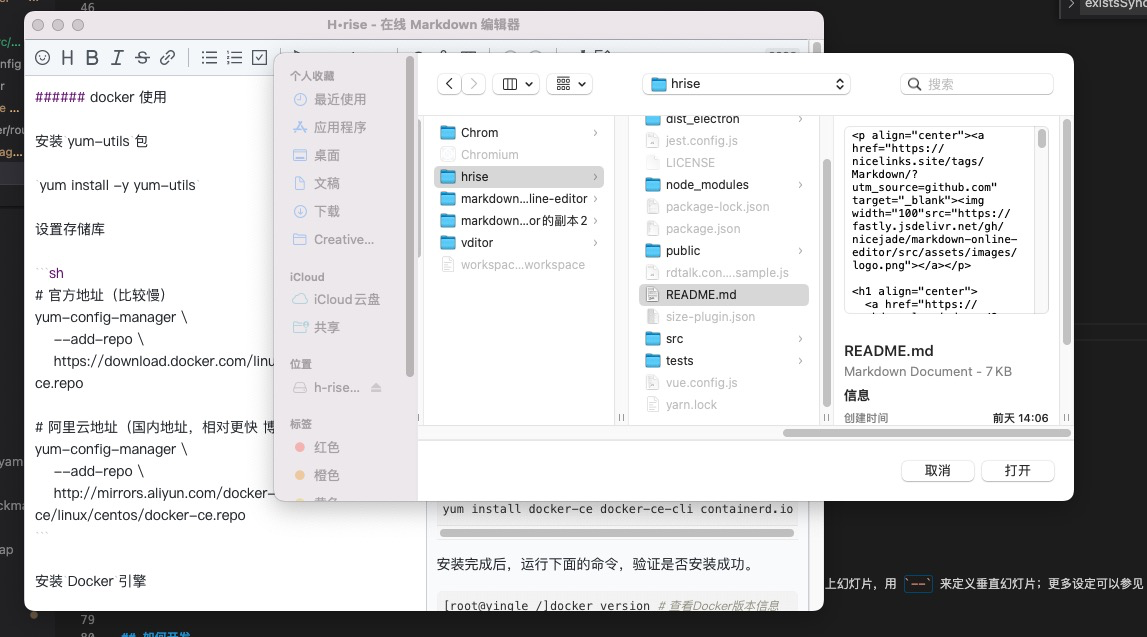 46
existsSync
H•rise - 在线 Markdown 编辑器
###### docker 使用
安装 yum-utils 包
`yum install -y yum-utils`
设置存储库
```sh
# 官方地址（比较慢）
yum-config-manager \
--add-repo \
https://download.docker.com/linu
ce.repo
# 阿里云地址（国内地址，相对更快 博
yum-config-manager \
--add-repo \
http://mirrors.aliyun.com/docker-
ce/linux/centos/docker-ce.repo
```
安装 Docker 引擎
个人收藏
最近使用
应用程序
桌面
文稿
下载
Creative...
iCloud
iCloud云盘
共享
位置
h-rise...
标签
红色
橙色
hrise
搜索
Chrom
Chromium
hrise
markdown...line-editor
markdown...or的副本2
vditor
workspac...workspace
dist_electron
jest.config.js
LICENSE
node_modules
package-lock.json
package.json
public
rdtalk.con....sample.js
README.md
size-plugin.json
src
tests
vue.config.js
yarn.lock
<p align="center"><a
href="https://
nicelinks.site/tags/
Markdown/?
utm_source=github.com"
target="_blank"><img
width="100"src="https://
fastly.jsdelivr.net/gh/
nicejade/markdown-online-
editor/src/assets/images/
logo.png"></a></p>
<h1 align="center">
<a href="https://
README.md
Markdown Document - 7 KB
信息
创建时间 前天 14:06
取消
打开
yum install docker-ce docker-ce-cli containerd.io
安装完成后，运行下面的命令，验证是否安装成功。
[root@yingle /]docker version # 查看Docker版本信息
上幻灯片，用 `--` 来定义垂直幻灯片；更多设定可以参见
79
80 ## 如何开发